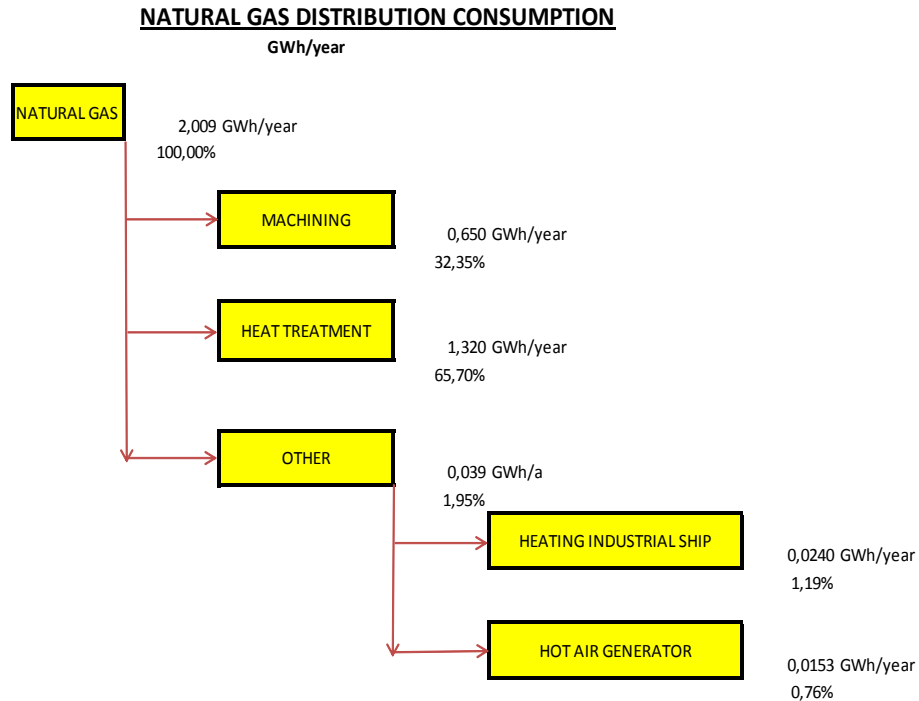 NATURAL GAS DISTRIBUTION CONSUMPTION
GWh/year
NATURAL GAS
2,009 GWh/year
100,00%
MACHINING
0,650 GWh/year
32,35%
HEAT TREATMENT
1,320 GWh/year
65,70%
OTHER
0,039 GWh/a
1,95%
HEATING INDUSTRIAL SHIP
0,0240 GWh/year
1,19%
HOT AIR GENERATOR
0,0153 GWh/year
0,76%